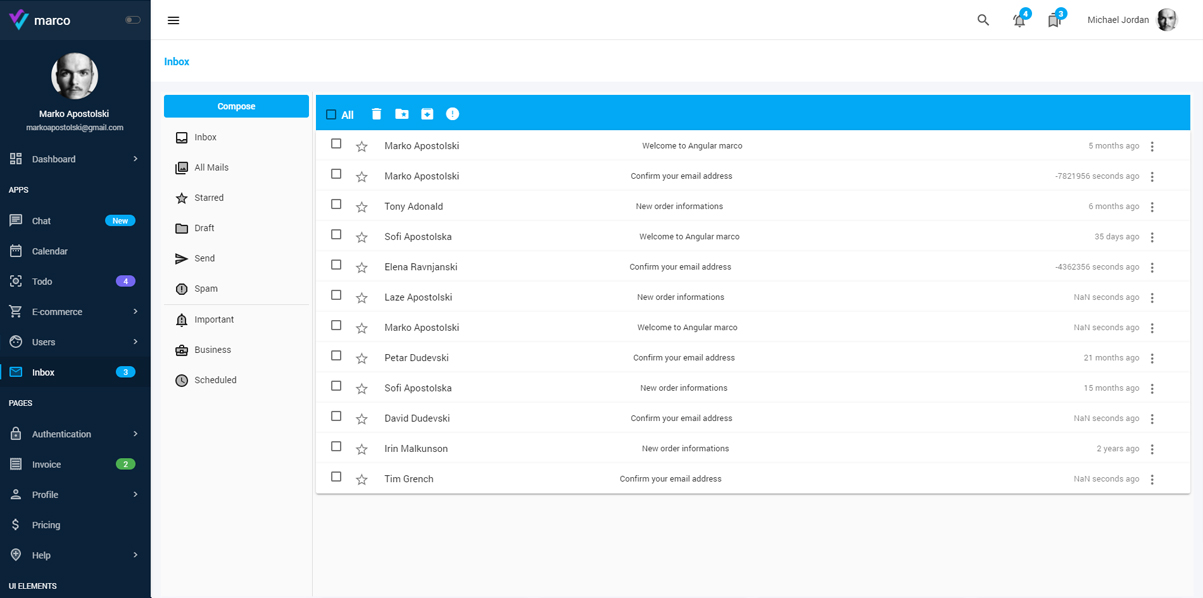 marco
4
3
Michael Jordan
Marko Apostolski
markoapostolski@gmail.com
Dashboard
APPS
Chat New
Calendar
Todo 4
E-commerce
Users
Inbox 3
PAGES
Authentication
Invoice 2
Profile
Pricing
Help
UI ELEMENTS
Inbox
Compose
Inbox
All Mails
Starred
Draft
Send
Spam
Important
Business
Scheduled
All
Marko Apostolski Welcome to Angular marco 5 months ago
Marko Apostolski Confirm your email address -7821956 seconds ago
Tony Adonald New order informations 6 months ago
Sofi Apostolska Welcome to Angular marco 35 days ago
Elena Ravnjanski Confirm your email address -4362356 seconds ago
Laze Apostolski New order informations NaN seconds ago
Marko Apostolski Welcome to Angular marco NaN seconds ago
Petar Dudevski Confirm your email address 21 months ago
Sofi Apostolska New order informations 15 months ago
David Dudevski Confirm your email address NaN seconds ago
Irin Malkunson New order informations 2 years ago
Tim Grench Confirm your email address NaN seconds ago